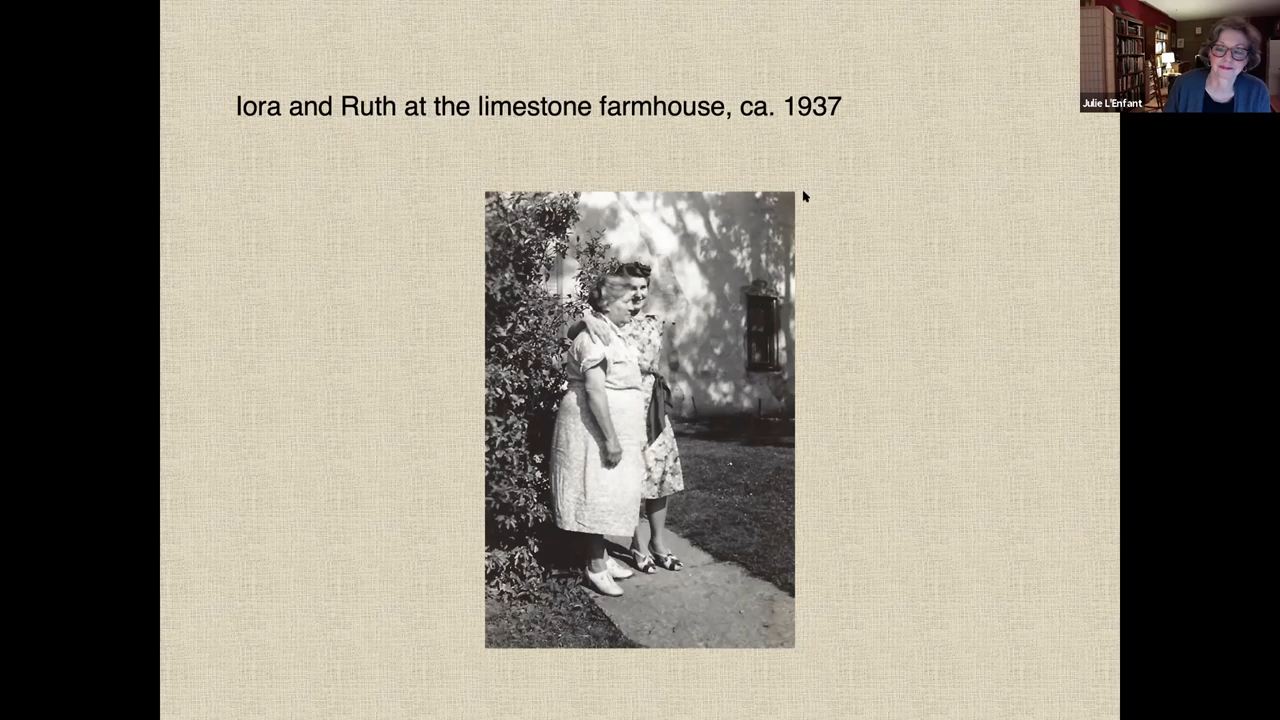 Iora and Ruth at the limestone farmhouse, ca. 1937
Julie L'Enfant